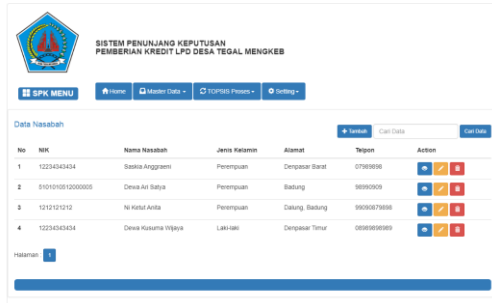 SISTEM PENUNJANG KEPUTUSAN
PEMBERIAN KREDIT LPD DESA TEGAL MENGKEB
SPK MENU
Home
Master Data
TOPSIS Proses
Setting
Data Nasabah
+ Tambah
Cari Data
Cari Data
No NIK Nama Nasabah Jenis Kelamin Alamat Telpon Action
1 12234343434 Saskia Anggraeni Perempuan Denpasar Barat 07989898
2 5101010512000005 Dewa Ari Satya Perempuan Badung 98990909
3 1212121212 Ni Ketut Anita Perempuan Dalung, Badung 99090879898
4 12234343434 Dewa Kusuma Wijaya Laki-laki Denpasar Timur 08989898989
Halaman : 1